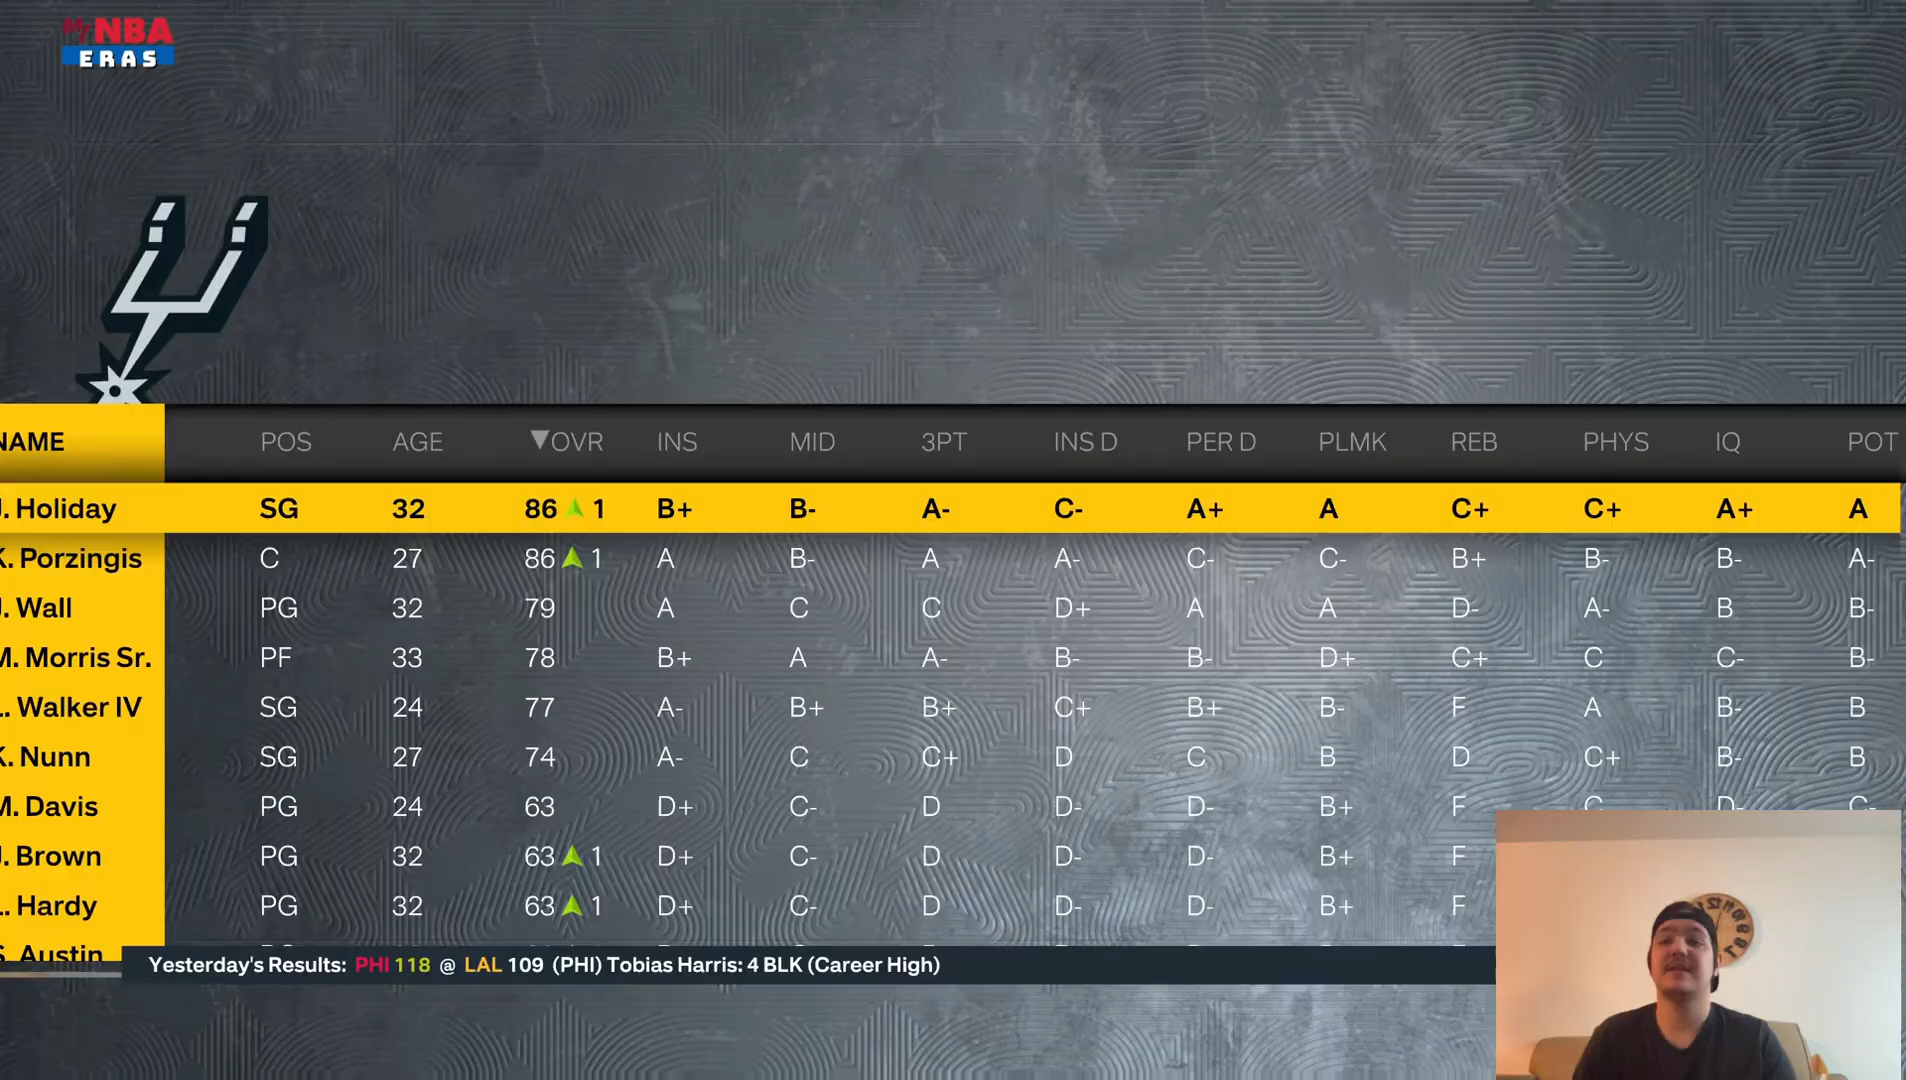 My NBA
ERAS
NAME POS AGE ▼OVR INS MID 3PT INS D PER D PLMK REB PHYS IQ POT
J. Holiday SG 32 86 ▲ 1 B+ B- A- C- A+ A C+ C+ A+ A
K. Porzingis C 27 86 ▲ 1 A B- A A- C- C- B+ B- B- A-
J. Wall PG 32 79 A C C D+ A A D- A- B B-
M. Morris Sr. PF 33 78 B+ A A- B- B- D+ C+ C C- B-
L. Walker IV SG 24 77 A- B+ B+ C+ B+ B- F A B- B
K. Nunn SG 27 74 A- C C+ D C B D C+ B- B
M. Davis PG 24 63 D+ C- D D- D- B+ F C D- C-
J. Brown PG 32 63 ▲ 1 D+ C- D D- D- B+ F
L. Hardy PG 32 63 ▲ 1 D+ C- D D- D- B+ F
S. Austin
Yesterday's Results: PHI 118 @ LAL 109 (PHI) Tobias Harris: 4 BLK (Career High)